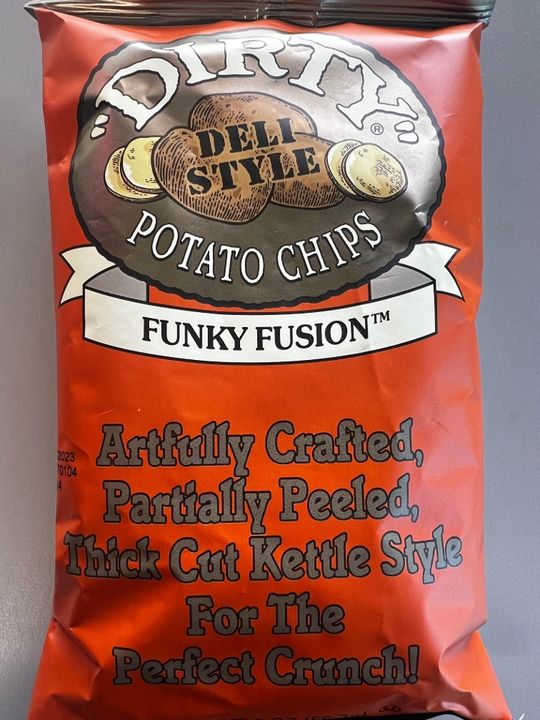 "DIRTY"®
DELI
STYLE
POTATO CHIPS
FUNKY FUSION™
Artfully Crafted,
2023
Partially Peeled,
Thick Cut Kettle Style
For The
Perfect Crunch!